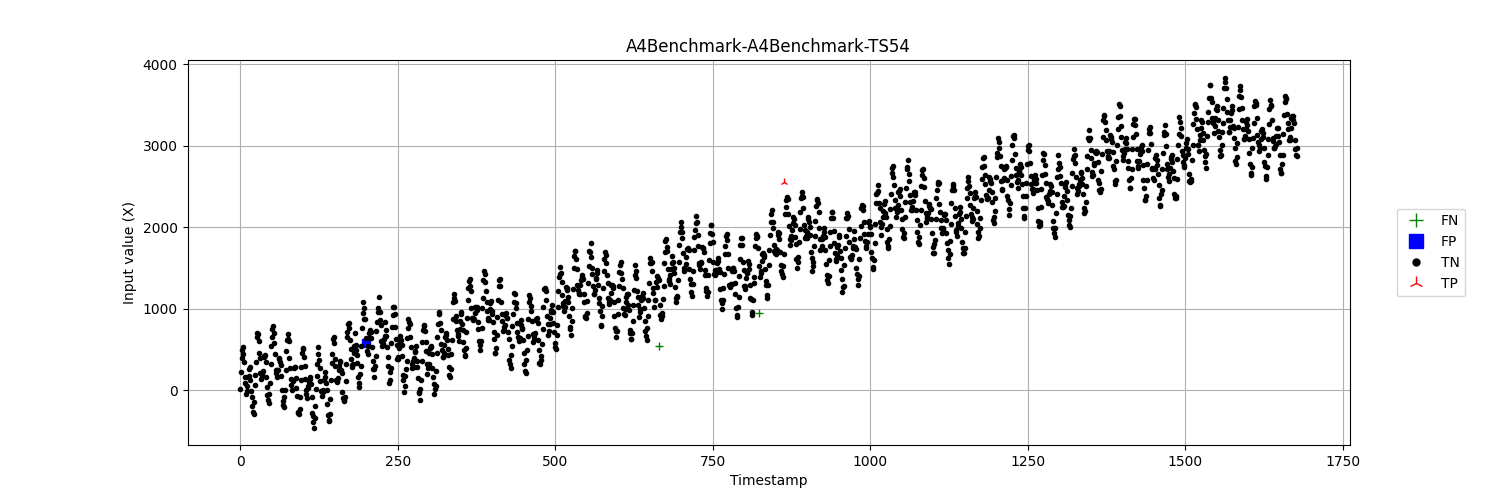 A4Benchmark-A4Benchmark-TS54
4000
3000
2000
1000
0
Input value (X)
0 250 500 750 1000 1250 1500 1750
Timestamp
FN
FP
TN
TP